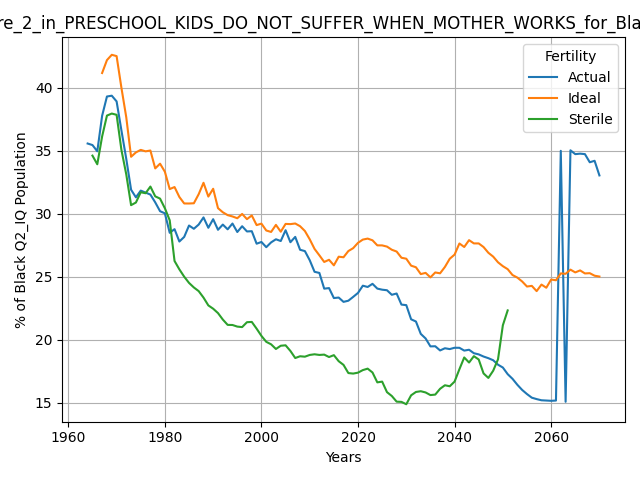 re_2_in_PRESCHOOL_KIDS_DO_NOT_SUFFER_WHEN_MOTHER_WORKS_for_Bla
Fertility
Actual
Ideal
Sterile
% of Black Q2_IQ Population
40
35
30
25
20
15
1960
1980
2000
2020
2040
2060
Years